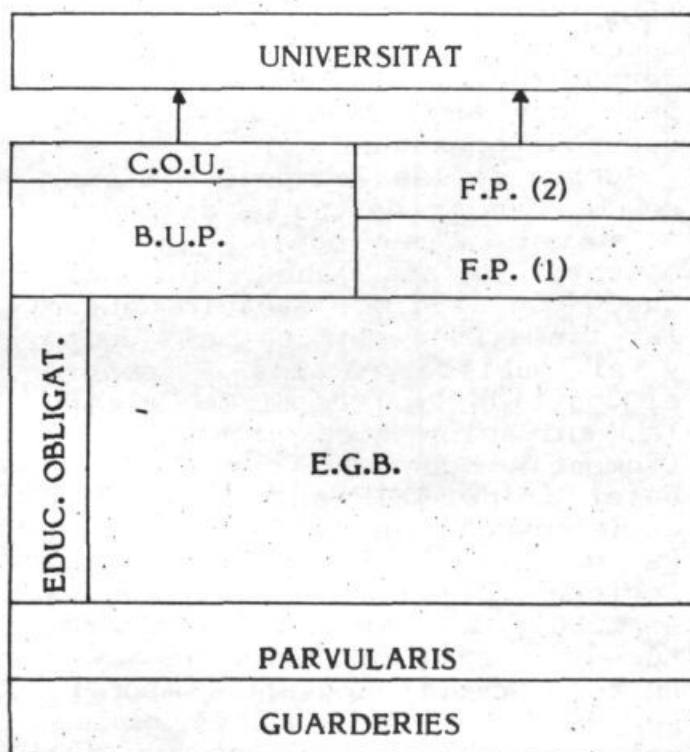 UNIVERSITAT
C.O.U.
F.P. (2)
B.U.P.
F.P. (1)
EDUC. OBLIGAT.
E.G.B.
PARVULARIS
GUARDERIES